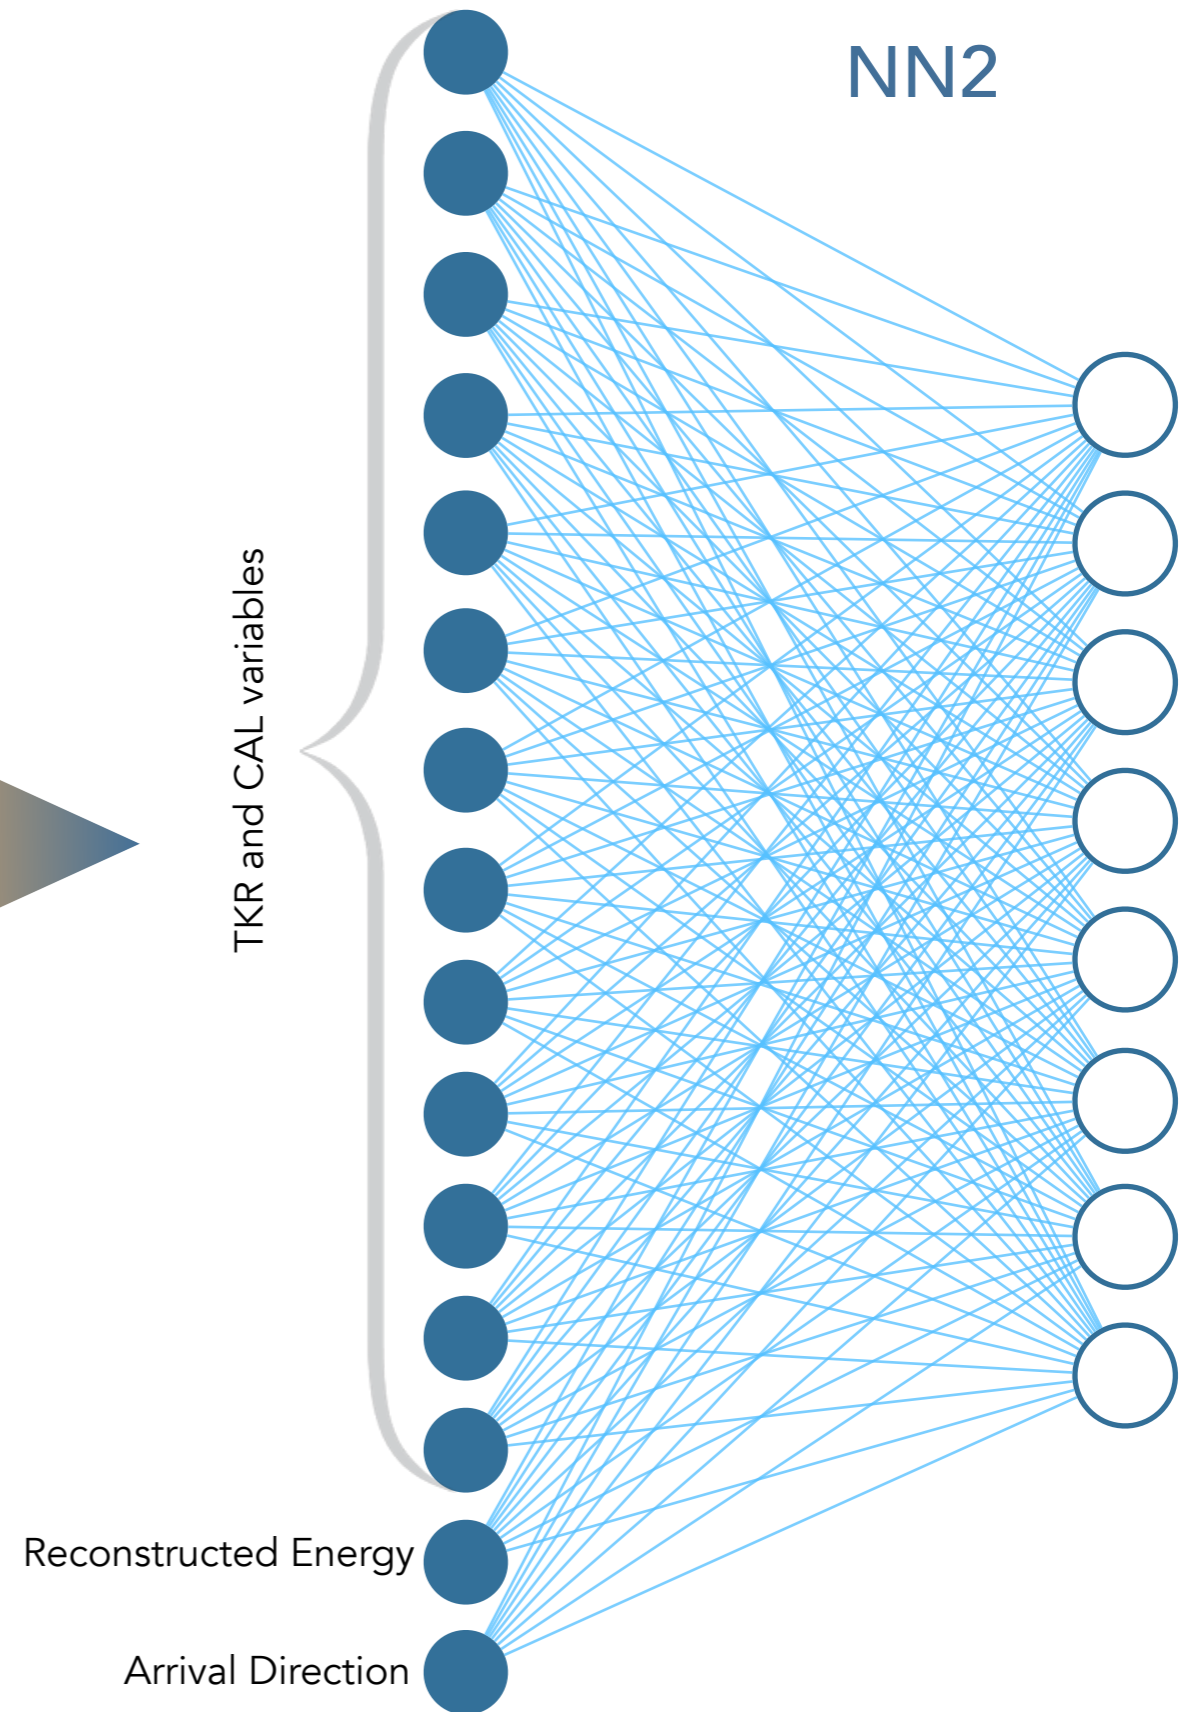 NN2
TKR and CAL variables
Reconstructed Energy
Arrival Direction